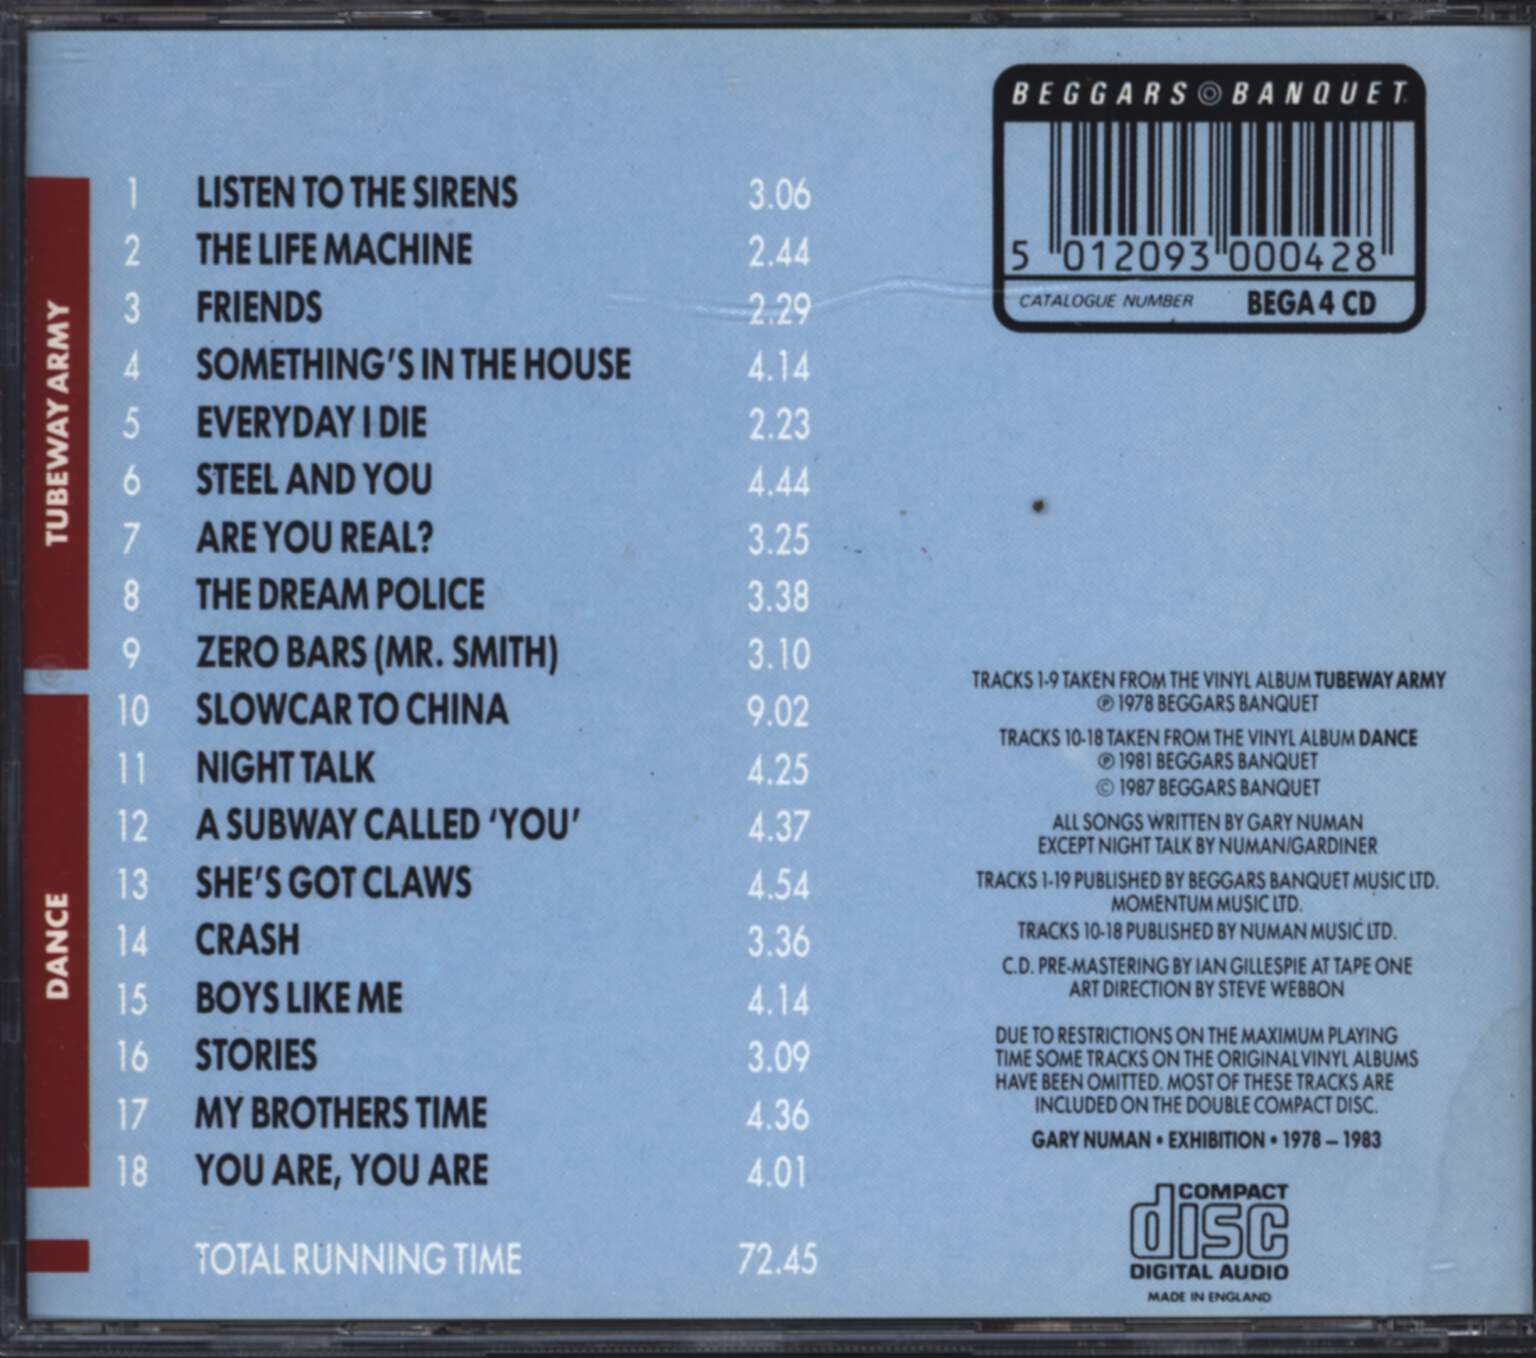 BEGGARS BANQUET
5 012093 000428
CATALOGUE NUMBER BEGA 4 CD
TUBEWAY ARMY
1 LISTEN TO THE SIRENS 3.06
2 THE LIFE MACHINE 2.44
3 FRIENDS 2.29
4 SOMETHING'S IN THE HOUSE 4.14
5 EVERYDAY I DIE 2.23
6 STEEL AND YOU 4.44
7 ARE YOU REAL? 3.25
8 THE DREAM POLICE 3.38
9 ZERO BARS (MR. SMITH) 3.10
DANCE
10 SLOWCAR TO CHINA 9.02
11 NIGHT TALK 4.25
12 A SUBWAY CALLED 'YOU' 4.37
13 SHE'S GOT CLAWS 4.54
14 CRASH 3.36
15 BOYS LIKE ME 4.14
16 STORIES 3.09
17 MY BROTHERS TIME 4.36
18 YOU ARE, YOU ARE 4.01
TOTAL RUNNING TIME 72.45
TRACKS 1-9 TAKEN FROM THE VINYL ALBUM TUBEWAY ARMY
℗ 1978 BEGGARS BANQUET
TRACKS 10-18 TAKEN FROM THE VINYL ALBUM DANCE
℗ 1981 BEGGARS BANQUET
© 1987 BEGGARS BANQUET
ALL SONGS WRITTEN BY GARY NUMAN
EXCEPT NIGHT TALK BY NUMAN/GARDINER
TRACKS 1-19 PUBLISHED BY BEGGARS BANQUET MUSIC LTD.
MOMENTUM MUSIC LTD.
TRACKS 10-18 PUBLISHED BY NUMAN MUSIC LTD.
C.D. PRE-MASTERING BY IAN GILLESPIE AT TAPE ONE
ART DIRECTION BY STEVE WEBBON
DUE TO RESTRICTIONS ON THE MAXIMUM PLAYING
TIME SOME TRACKS ON THE ORIGINAL VINYL ALBUMS
HAVE BEEN OMITTED. MOST OF THESE TRACKS ARE
INCLUDED ON THE DOUBLE COMPACT DISC.
GARY NUMAN • EXHIBITION • 1978 – 1983
COMPACT
disc
DIGITAL AUDIO
MADE IN ENGLAND